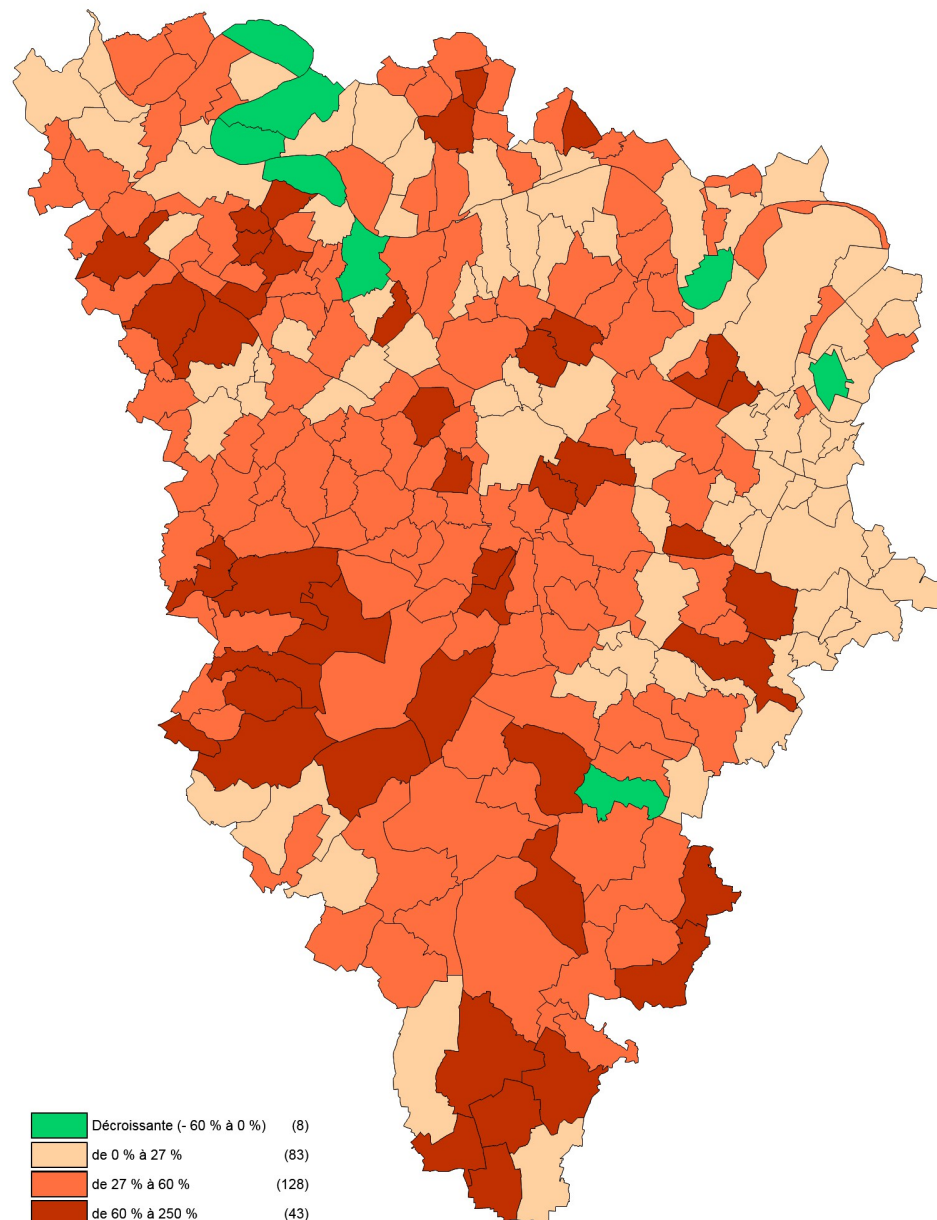 Décroissante (- 60 % à 0 %) (8)
de 0 % à 27 % (83)
de 27 % à 60 % (128)
de 60 % à 250 % (43)